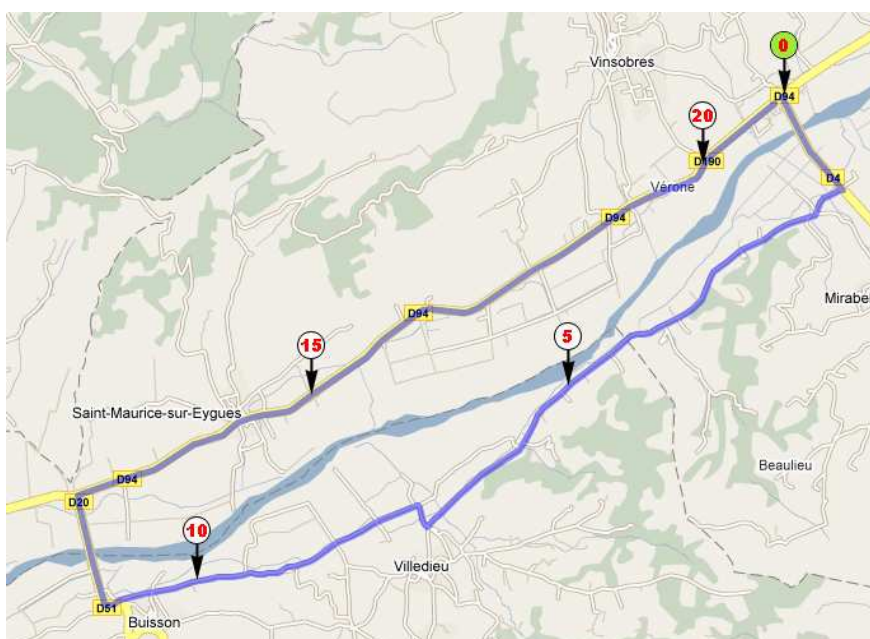 0
Vinsobres
D94
20
D190
Vérone
D4
D94
Mirabe
D94
5
15
Saint-Maurice-sur-Eygues
D94
Beaulieu
D20
10
Villedieu
D51
Buisson